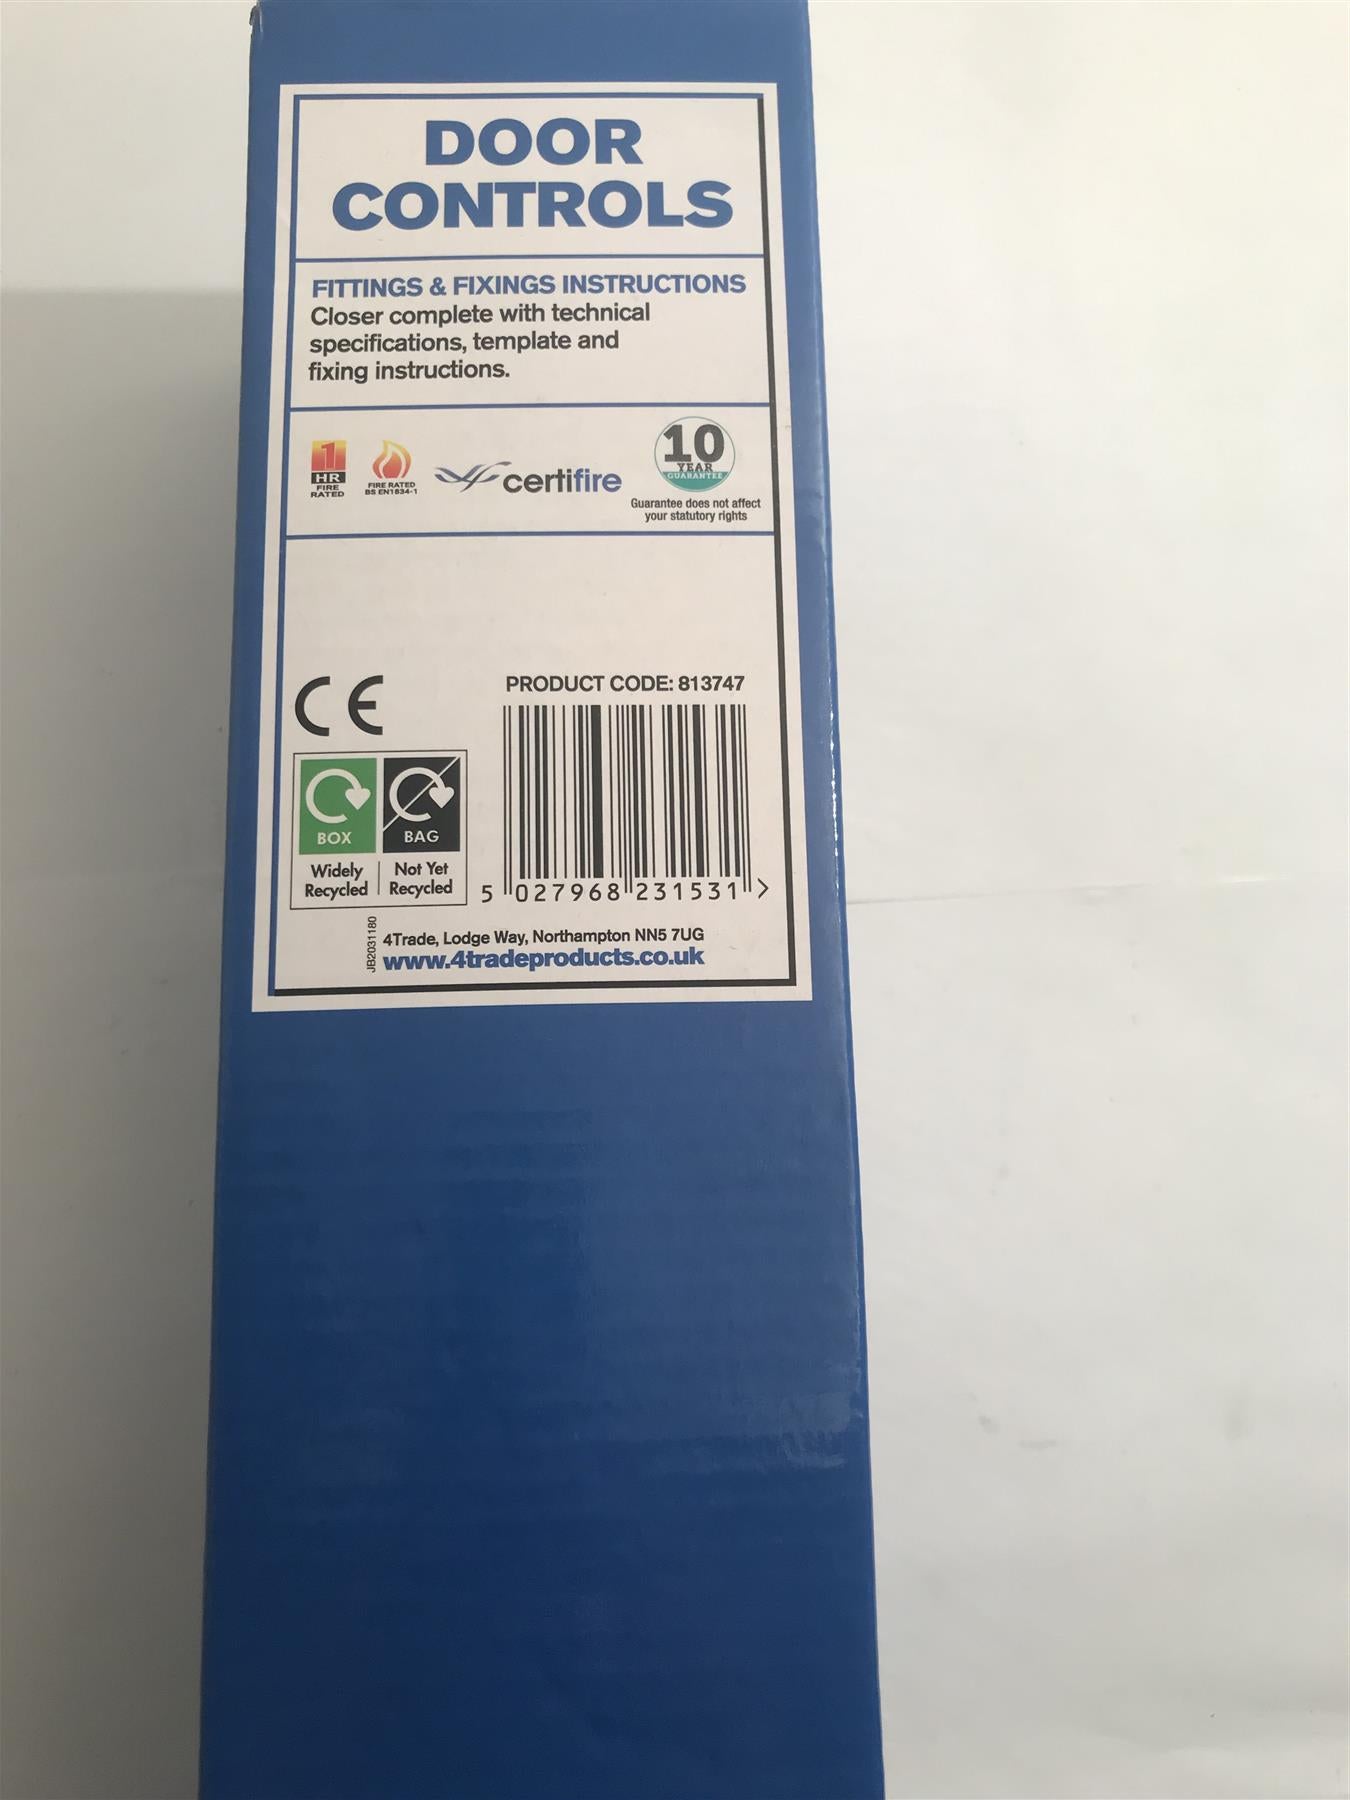 DOOR
CONTROLS
FITTINGS & FIXINGS INSTRUCTIONS
Closer complete with technical
specifications, template and
fixing instructions.
1
HR
FIRE
RATED
FIRE RATED
BS EN1634-1
certifire
10
YEAR
GUARANTEE
Guarantee does not affect
your statutory rights
CE
PRODUCT CODE: 813747
BOX
Widely
Recycled
BAG
Not Yet
Recycled
5 027968 231531 >
JB2031180
4Trade, Lodge Way, Northampton NN5 7UG
www.4tradeproducts.co.uk